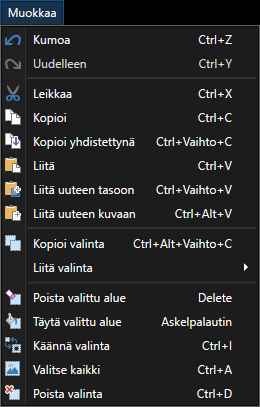 Muokkaa
Kumoa Ctrl+Z
Uudelleen Ctrl+Y
Leikkaa Ctrl+X
Kopioi Ctrl+C
Kopioi yhdistettynä Ctrl+Vaihto+C
Liitä Ctrl+V
Liitä uuteen tasoon Ctrl+Vaihto+V
Liitä uuteen kuvaan Ctrl+Alt+V
Kopioi valinta Ctrl+Alt+Vaihto+C
Liitä valinta
Poista valittu alue Delete
Täytä valittu alue Askelpalautin
Käännä valinta Ctrl+I
Valitse kaikki Ctrl+A
Poista valinta Ctrl+D